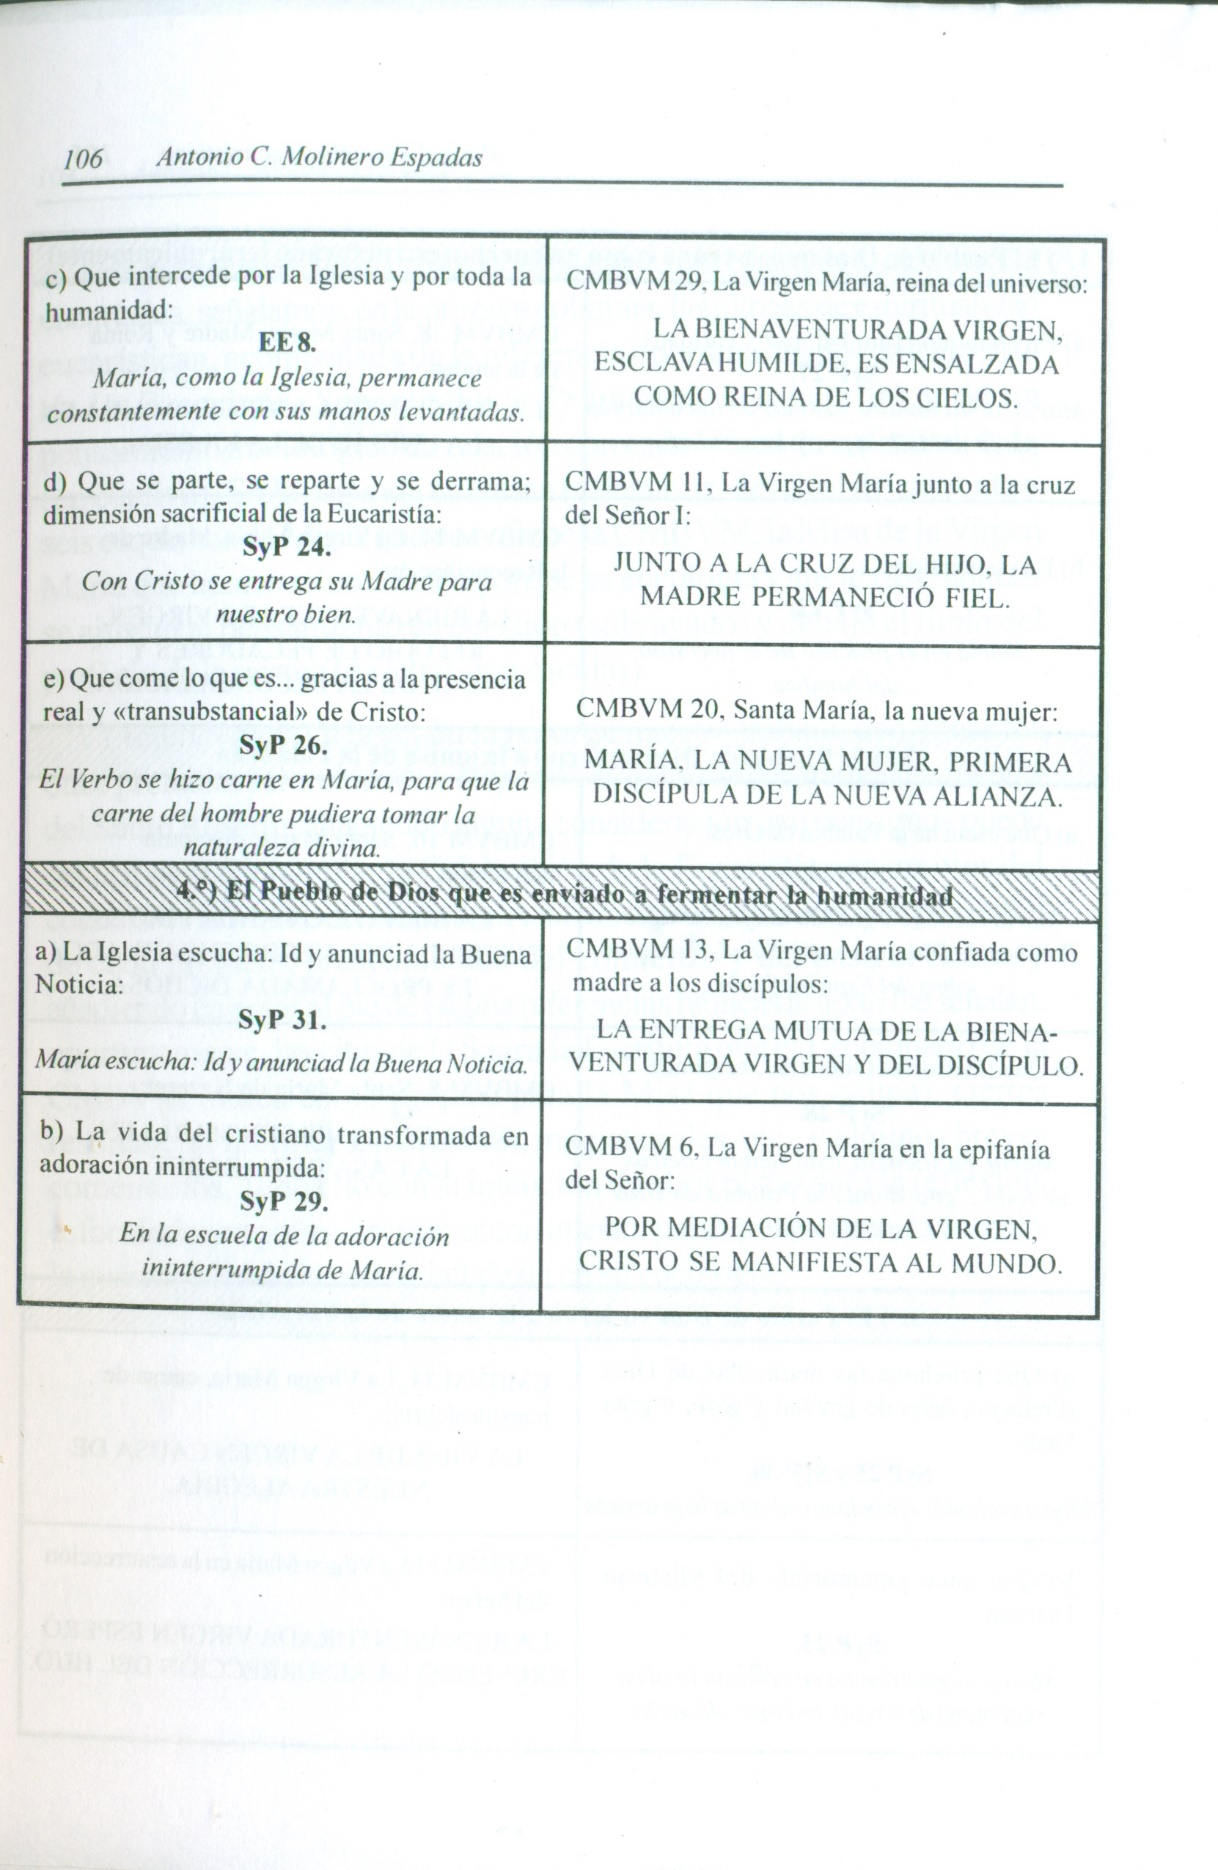 106 Antonio C. Molinero Espadas
c) Que intercede por la Iglesia y por toda la
humanidad:
EE 8.
María, como la Iglesia, permanece
constantemente con sus manos levantadas.
CMBVM 29, La Virgen María, reina del universo:
LA BIENAVENTURADA VIRGEN,
ESCLAVA HUMILDE, ES ENSALZADA
COMO REINA DE LOS CIELOS.
d) Que se parte, se reparte y se derrama;
dimensión sacrificial de la Eucaristía:
SyP 24.
Con Cristo se entrega su Madre para
nuestro bien.
CMBVM 11, La Virgen María junto a la cruz
del Señor I:
JUNTO A LA CRUZ DEL HIJO, LA
MADRE PERMANECIÓ FIEL.
e) Que come lo que es... gracias a la presencia
real y «transubstancial» de Cristo:
SyP 26.
El Verbo se hizo carne en María, para que la
carne del hombre pudiera tomar la
naturaleza divina.
CMBVM 20, Santa María, la nueva mujer:
MARÍA, LA NUEVA MUJER, PRIMERA
DISCÍPULA DE LA NUEVA ALIANZA.
4.º) El Pueblo de Dios que es enviado a fermentar la humanidad
a) La Iglesia escucha: Id y anunciad la Buena
Noticia:
SyP 31.
María escucha: Id y anunciad la Buena Noticia.
CMBVM 13, La Virgen María confiada como
madre a los discípulos:
LA ENTREGA MUTUA DE LA BIENA-
VENTURADA VIRGEN Y DEL DISCÍPULO.
b) La vida del cristiano transformada en
adoración ininterrumpida:
SyP 29.
En la escuela de la adoración
ininterrumpida de María.
CMBVM 6, La Virgen María en la epifanía
del Señor:
POR MEDIACIÓN DE LA VIRGEN,
CRISTO SE MANIFIESTA AL MUNDO.